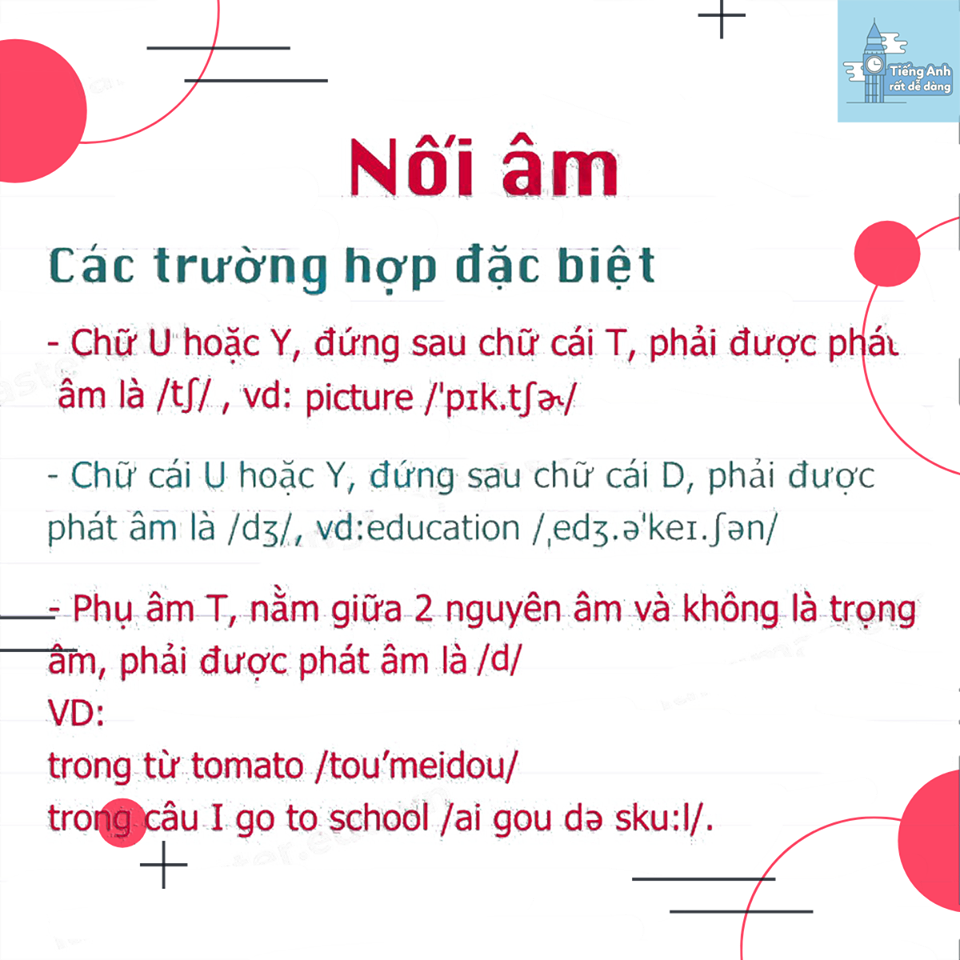 Tiếng Anh
rất dễ dàng
Nối âm
Các trường hợp đặc biệt
- Chữ U hoặc Y, đứng sau chữ cái T, phải được phát
âm là /tʃ/ , vd: picture /ˈpɪk.tʃɚ/
- Chữ cái U hoặc Y, đứng sau chữ cái D, phải được
phát âm là /dʒ/, vd:education /ˌedʒ.əˈkeɪ.ʃən/
- Phụ âm T, nằm giữa 2 nguyên âm và không là trọng
âm, phải được phát âm là /d/
VD:
trong từ tomato /tou’meidou/
trong câu I go to school /ai gou də sku:l/.